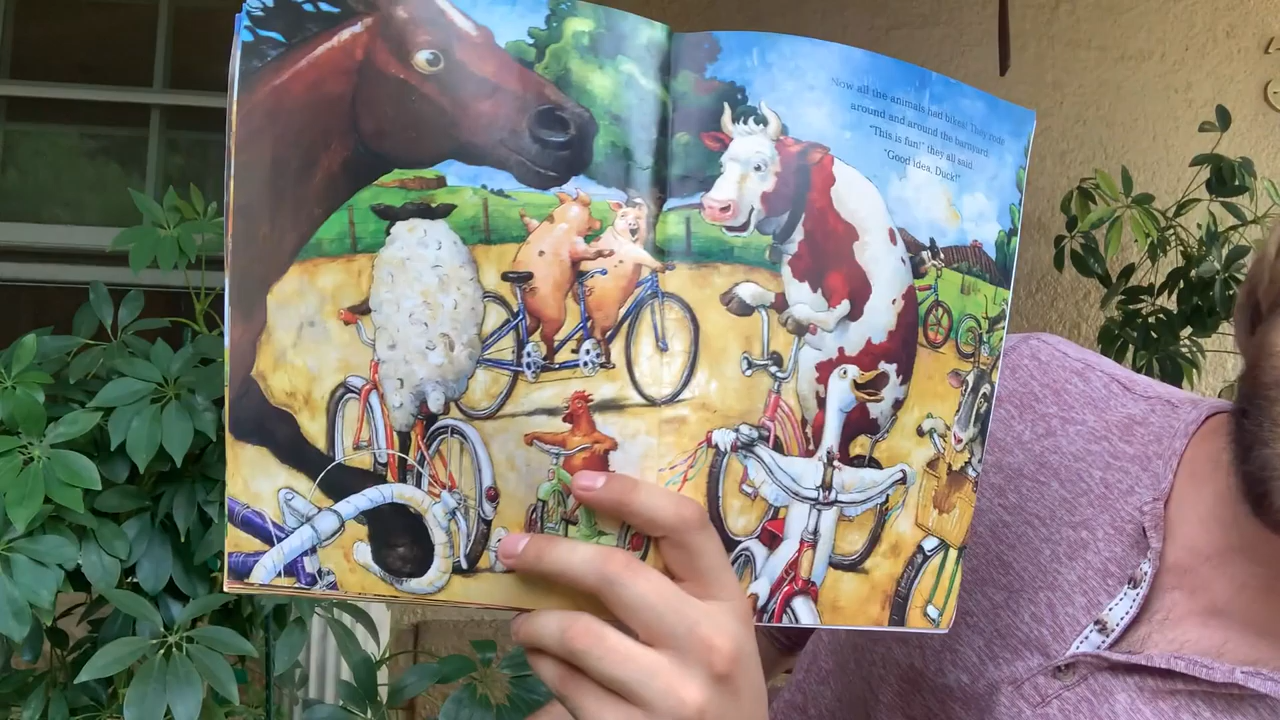 Now all the animals had bikes! They rode
around and around the barnyard.
"This is fun!" they all said.
"Good idea, Duck!"